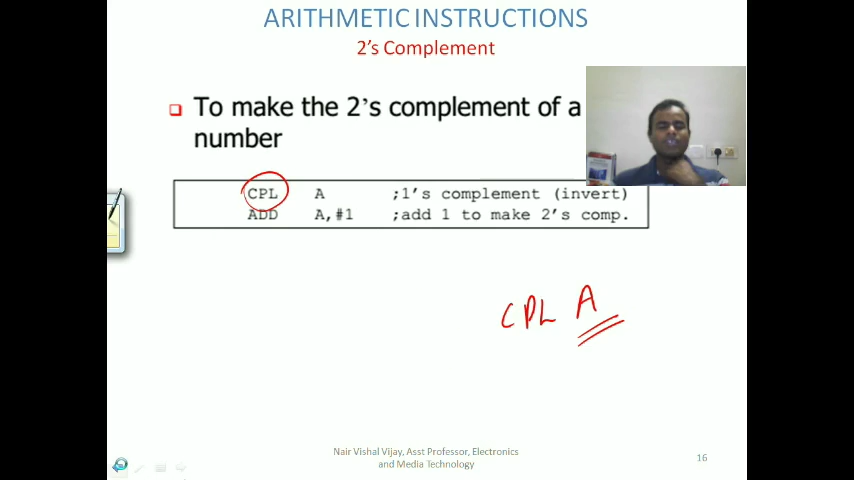 ARITHMETIC INSTRUCTIONS
2's Complement
To make the 2's complement of a
number
CPL A ;1's complement (invert)
ADD A,#1 ;add 1 to make 2's comp.
CPL A
Nair Vishal Vijay, Asst Professor, Electronics
and Media Technology
16